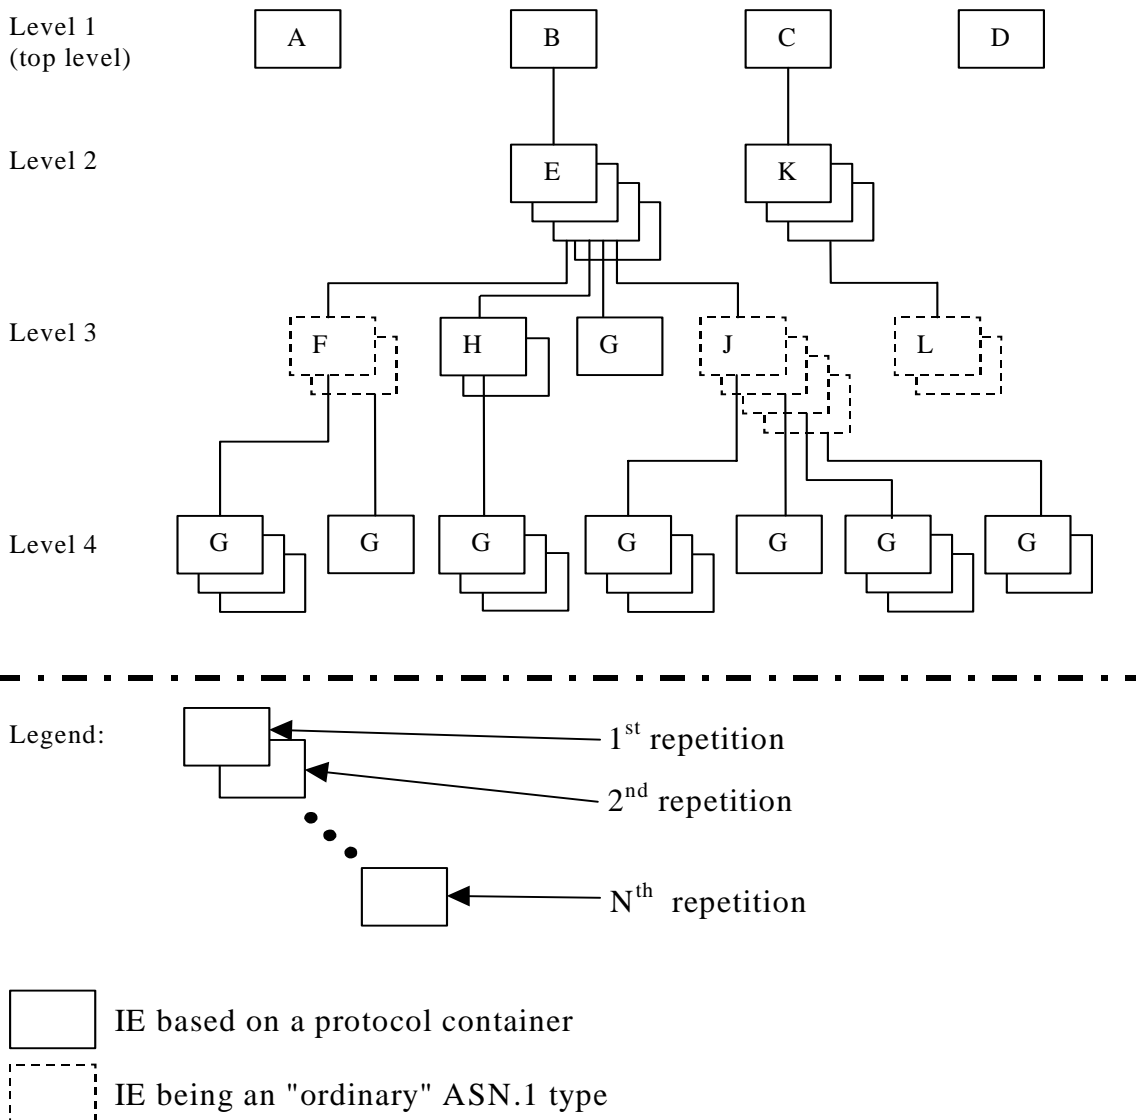 Level 1
(top level)
A B C D
Level 2
E K
Level 3
F H G J L
Level 4
G G G G G G G
Legend:
1st repetition
2nd repetition
Nth repetition
IE based on a protocol container
IE being an "ordinary" ASN.1 type